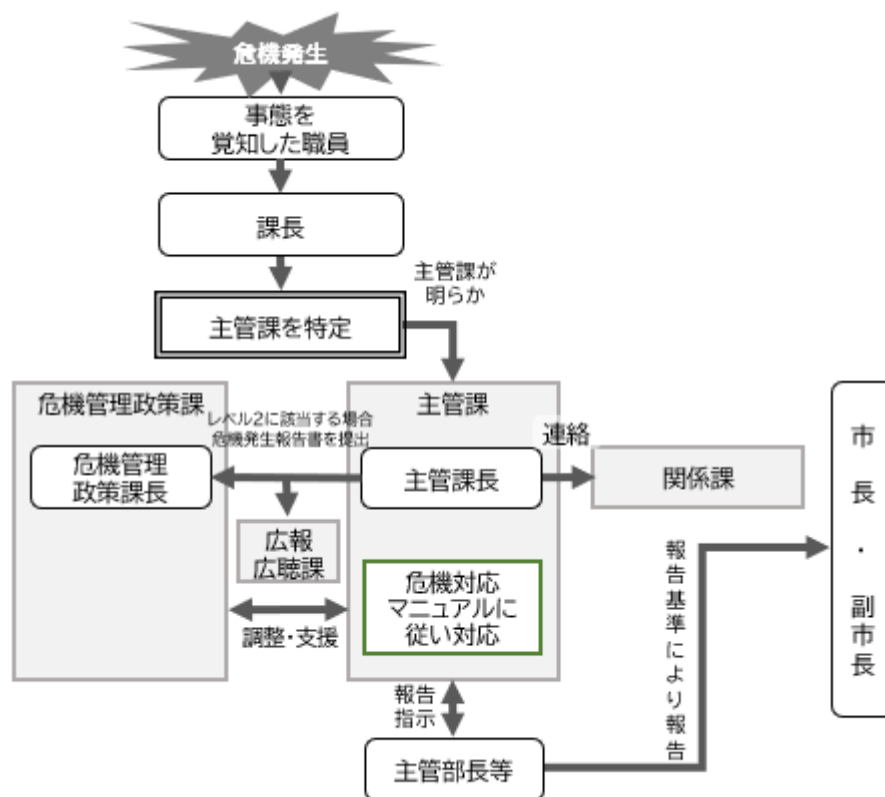 危機発生
事態を
覚知した職員
課長
主管課が
明らか
主管課を特定
危機管理政策課
レベル2に該当する場合
危機発生報告書を提出
主管課
連絡
危機管理
政策課長
主管課長
関係課
広報
広聴課
危機対応
マニュアルに
従い対応
調整・支援
報告
指示
主管部長等
報告基準により報告
市長・副市長